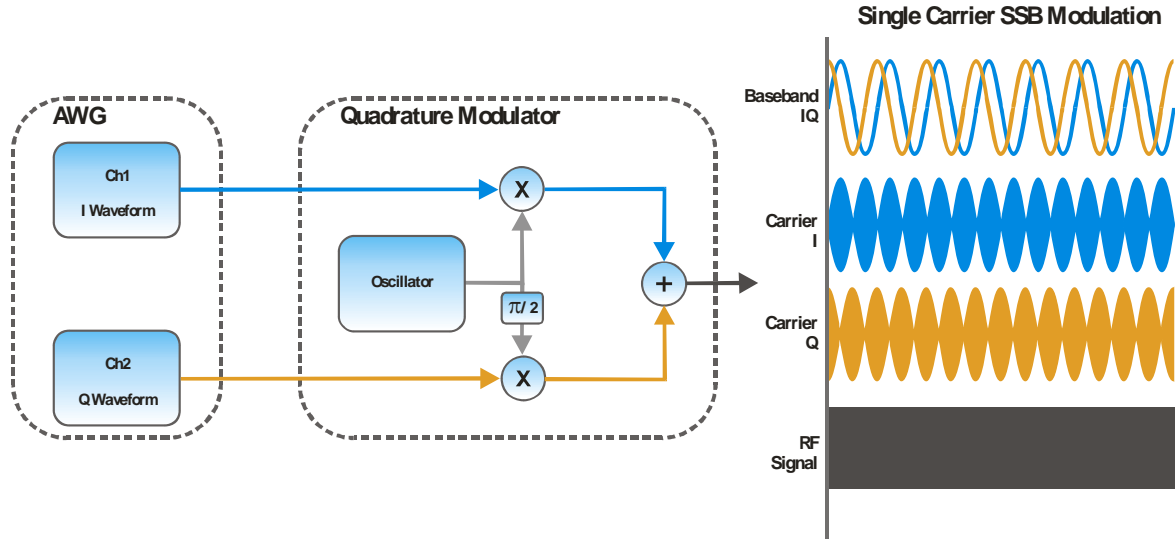 Single Carrier SSB Modulation
AWG
Ch1
I Waveform
Ch2
Q Waveform
Quadrature Modulator
X
Oscillator
π/2
X
+
Baseband
IQ
Carrier
I
Carrier
Q
RF
Signal